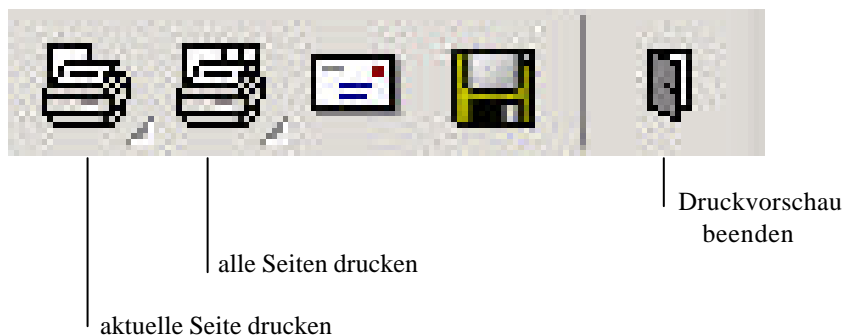 Druckvorschau
beenden
alle Seiten drucken
aktuelle Seite drucken